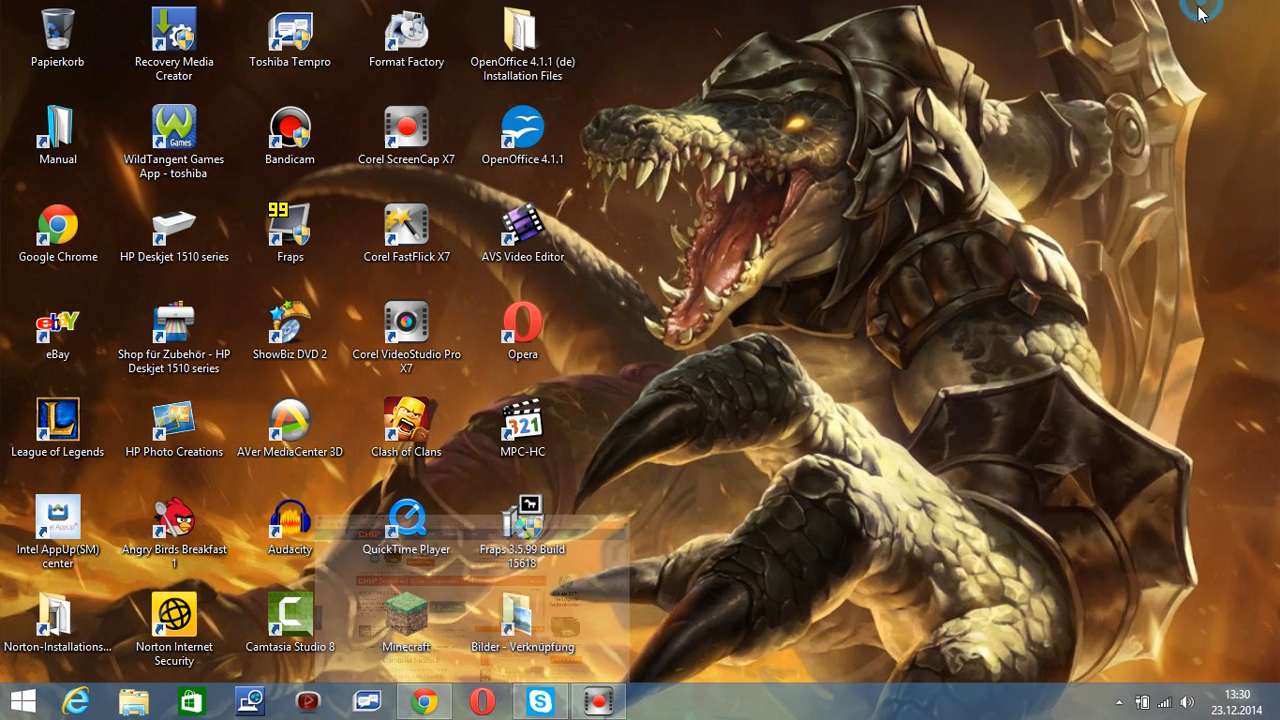 Papierkorb
Recovery Media
Creator
Toshiba Tempro
Format Factory
OpenOffice 4.1.1 (de)
Installation Files
Manual
Games
WildTangent Games
App - toshiba
Bandicam
Corel ScreenCap X7
OpenOffice 4.1.1
Google Chrome
HP Deskjet 1510 series
99
Fraps
Corel FastFlick X7
AVS Video Editor
ebY
eBay
Shop für Zubehör - HP
Deskjet 1510 series
ShowBiz DVD 2
Corel VideoStudio Pro
X7
Opera
L
League of Legends
HP Photo Creations
AVer MediaCenter 3D
Clash of Clans
321
MPC-HC
Intel AppUp(SM)
center
Angry Birds Breakfast
1
Audacity
QuickTime Player
Fraps 3.5.99 Build
15618
CHIP
Norton-Installations...
Norton Internet
Security
Camtasia Studio 8
Minecraft
Bilder - Verknüpfung
13:30
23.12.2014